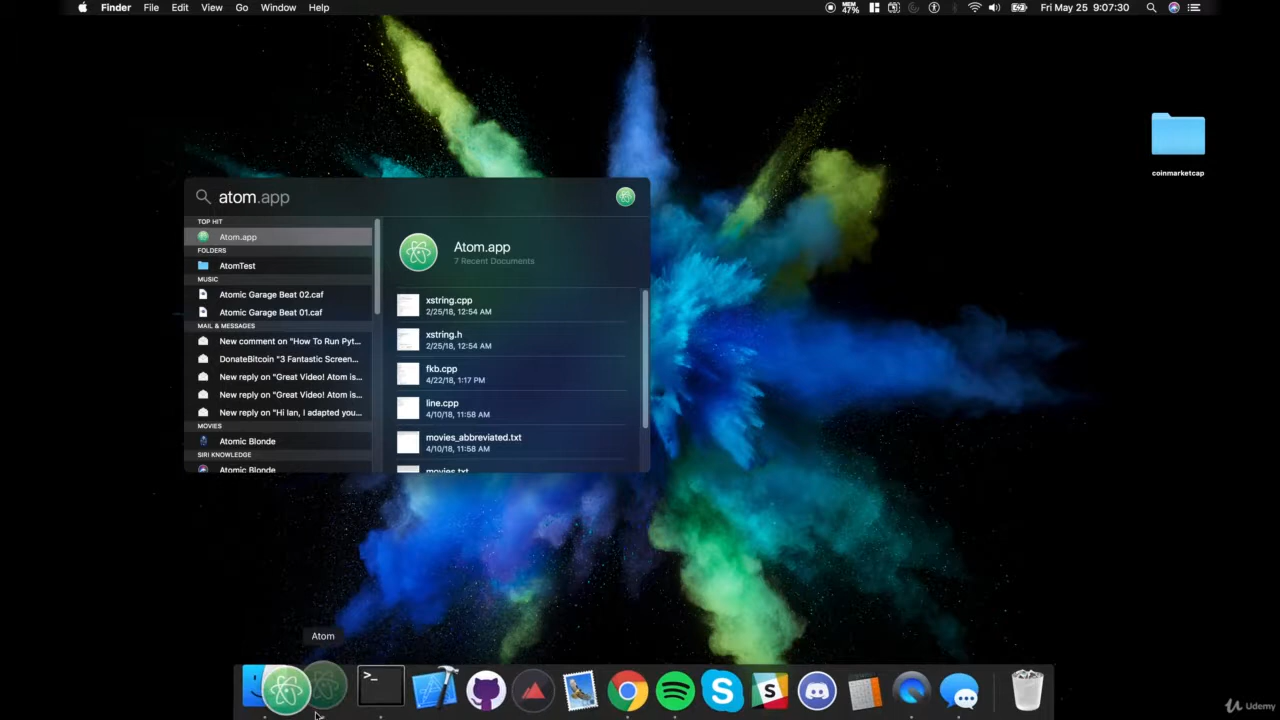 Finder File Edit View Go Window Help
MEM 47% Fri May 25 9:07:30
coinmarketcap
atom.app
TOP HIT
Atom.app
FOLDERS
AtomTest
MUSIC
Atomic Garage Beat 02.caf
Atomic Garage Beat 01.caf
MAIL & MESSAGES
New comment on "How To Run Pyt...
DonateBitcoin "3 Fantastic Screen...
New reply on "Great Video! Atom is...
New reply on "Great Video! Atom is...
New reply on "Hi Ian, I adapted you...
MOVIES
Atomic Blonde
SIRI KNOWLEDGE
Atomic Blonde
Atom.app
7 Recent Documents
xstring.cpp
2/25/18, 12:54 AM
xstring.h
2/25/18, 12:54 AM
fkb.cpp
4/22/18, 1:17 PM
line.cpp
4/10/18, 11:58 AM
movies_abbreviated.txt
4/10/18, 11:58 AM
movies.txt
Atom
>_
S
S
Udemy